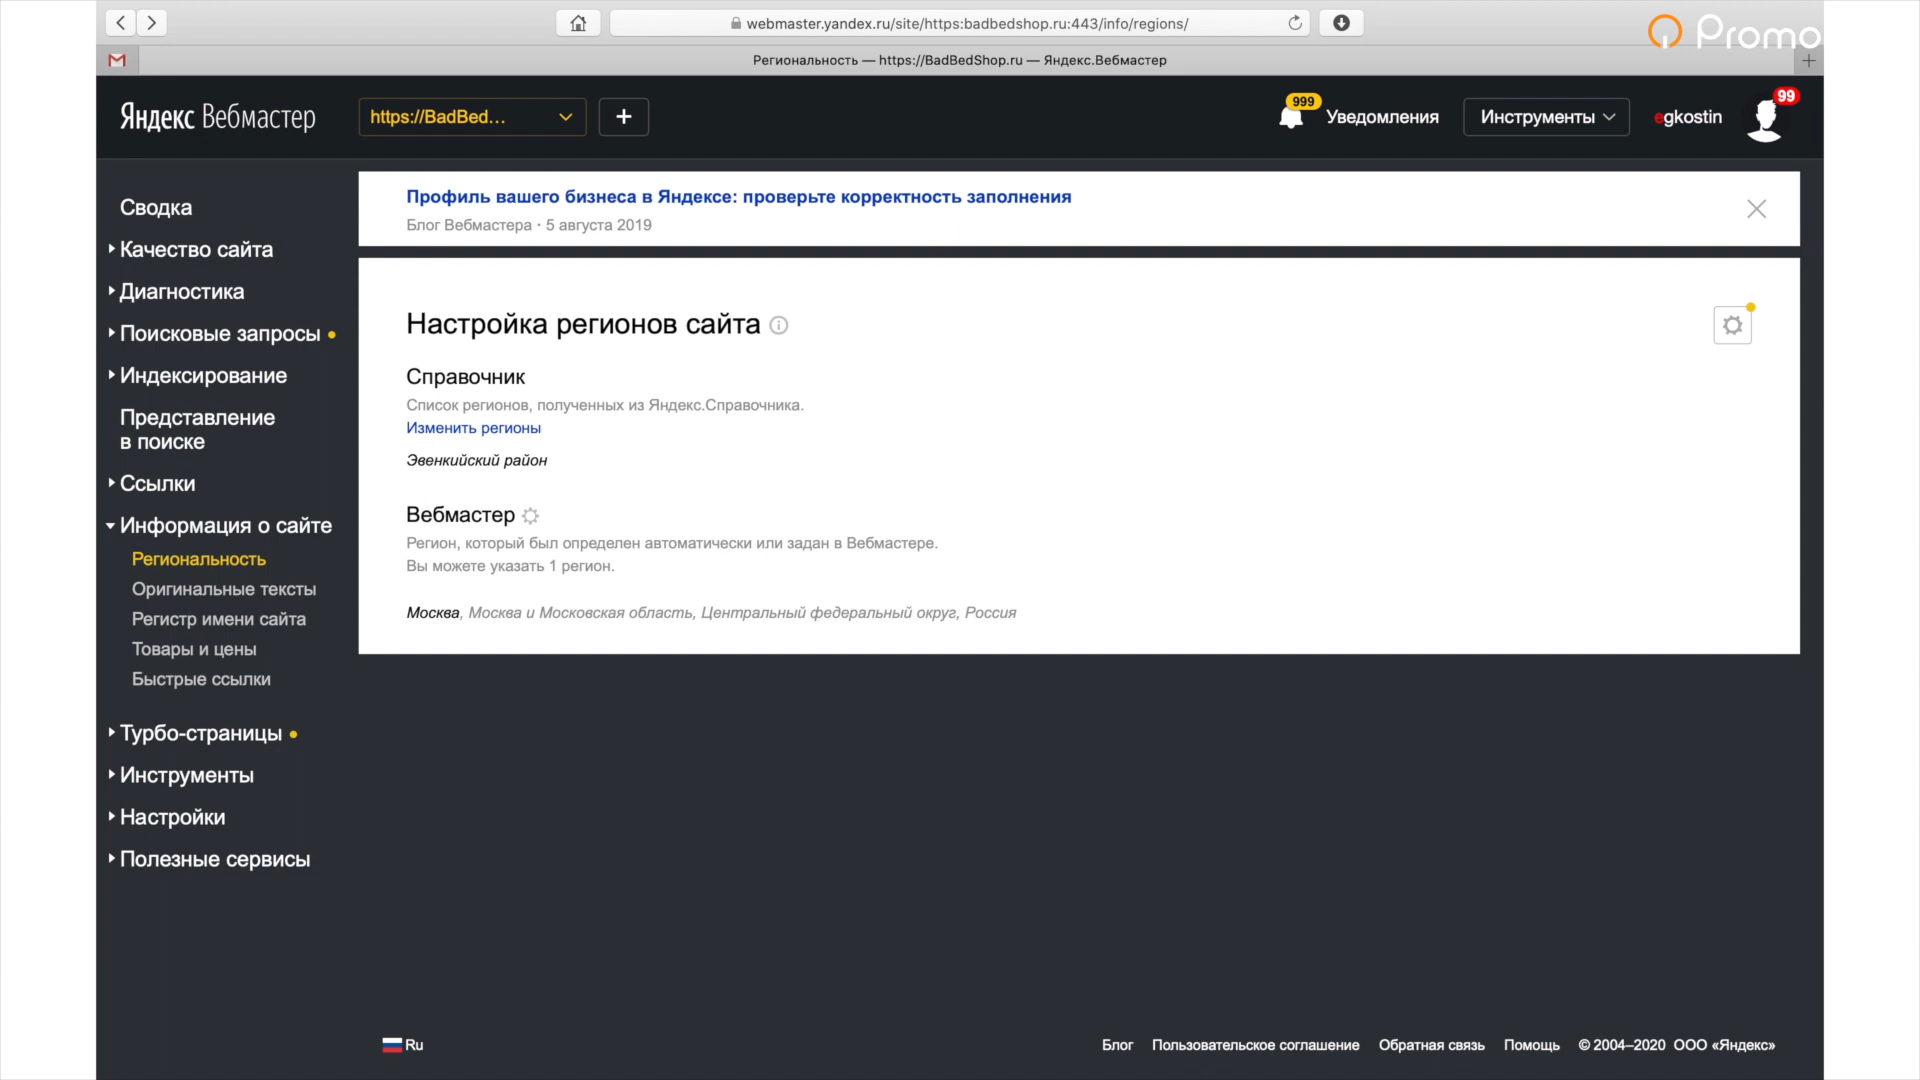 webmaster.yandex.ru/site/https:badbedshop.ru:443/info/regions/
Promo
Региональность — https://BadBedShop.ru — Яндекс.Вебмастер
Яндекс Вебмастер
https://BadBed...
999
Уведомления
Инструменты
egkostin
99
Сводка
Качество сайта
Диагностика
Поисковые запросы
Индексирование
Представление
в поиске
Ссылки
Информация о сайте
Региональность
Оригинальные тексты
Регистр имени сайта
Товары и цены
Быстрые ссылки
Турбо-страницы
Инструменты
Настройки
Полезные сервисы
Профиль вашего бизнеса в Яндексе: проверьте корректность заполнения
Блог Вебмастера · 5 августа 2019
Настройка регионов сайта
Справочник
Список регионов, полученных из Яндекс.Справочника.
Изменить регионы
Эвенкийский район
Вебмастер
Регион, который был определен автоматически или задан в Вебмастере.
Вы можете указать 1 регион.
Москва, Москва и Московская область, Центральный федеральный округ, Россия
Ru
Блог Пользовательское соглашение Обратная связь Помощь © 2004–2020 ООО «Яндекс»